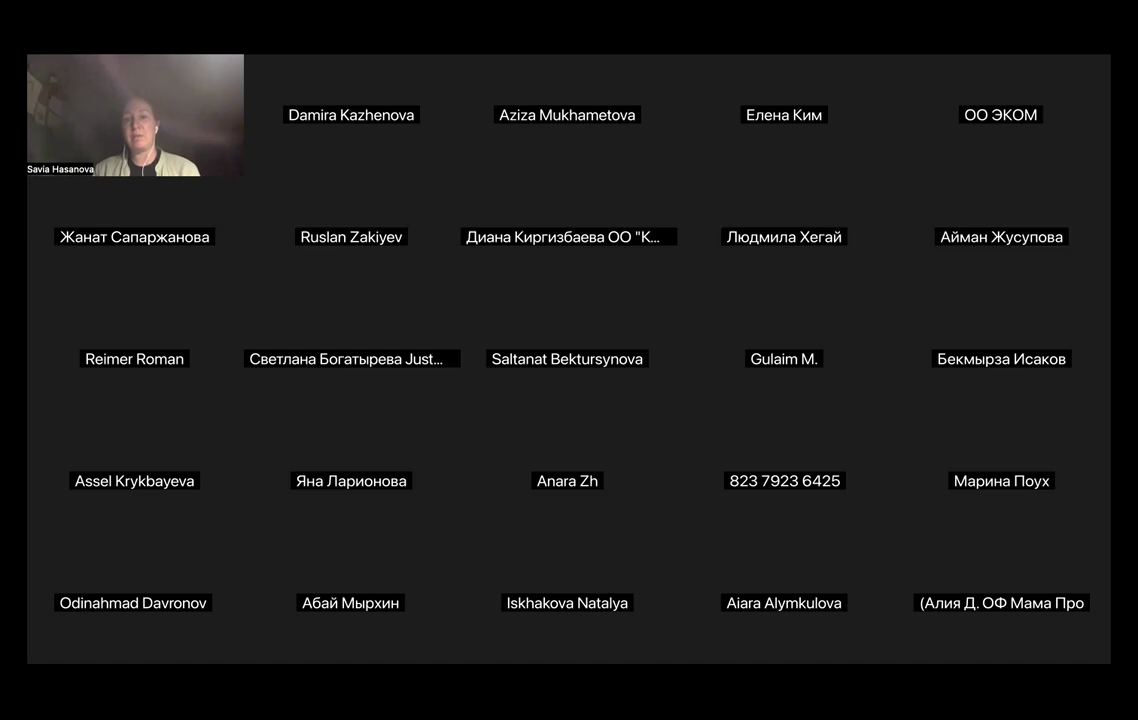 Savia Hasanova
Damira Kazhenova
Aziza Mukhametova
Елена Ким
ОО ЭКОМ
Жанат Сапаржанова
Ruslan Zakiyev
Диана Киргизбаева ОО "К...
Людмила Хегай
Айман Жусупова
Reimer Roman
Светлана Богатырева Just...
Saltanat Bektursynova
Gulaim M.
Бекмырза Исаков
Assel Krykbayeva
Яна Ларионова
Anara Zh
823 7923 6425
Марина Поух
Odinahmad Davronov
Абай Мырхин
Iskhakova Natalya
Aiara Alymkulova
(Алия Д. ОФ Мама Про